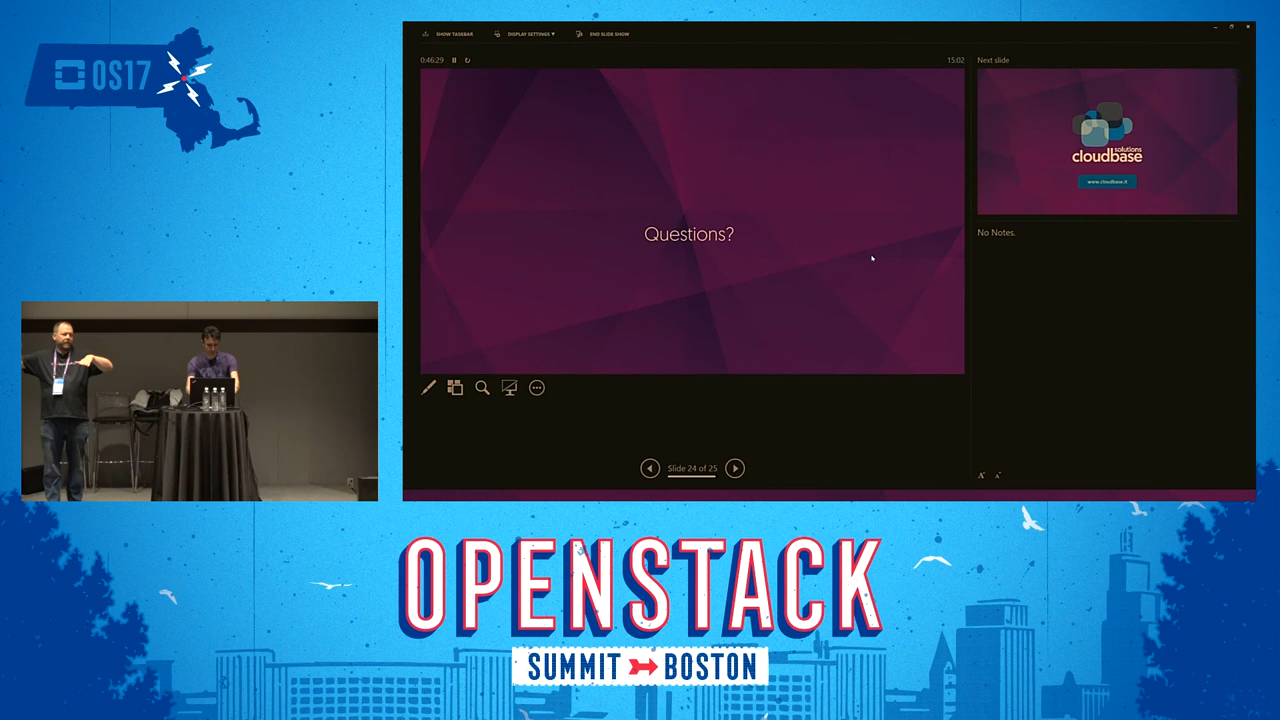 OS17
SHOW TASKBAR
DISPLAY SETTINGS ▼
END SLIDE SHOW
0:46:29
15:02
Next slide
Questions?
solutions
cloudbase
www.cloudbase.it
No Notes.
Slide 24 of 25
A A
OPENSTACK
SUMMIT BOSTON